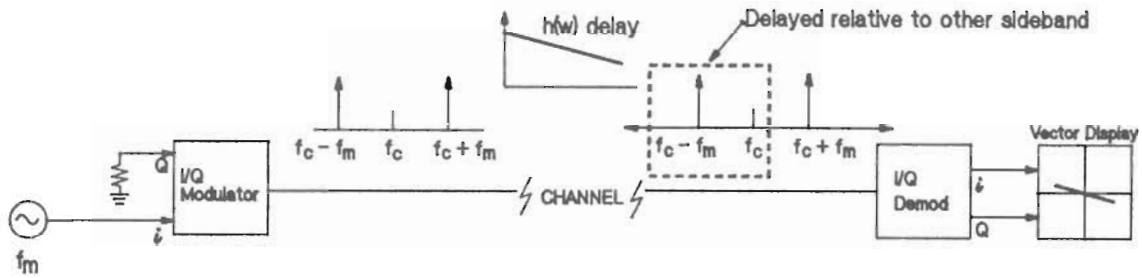 h(w) delay
Delayed relative to other sideband
f_c - f_m
f_c
f_c + f_m
f_c - f_m
f_c
f_c + f_m
Vector Display
Q
I/Q
Modulator
i
f_m
CHANNEL
I/Q
Demod
i
Q